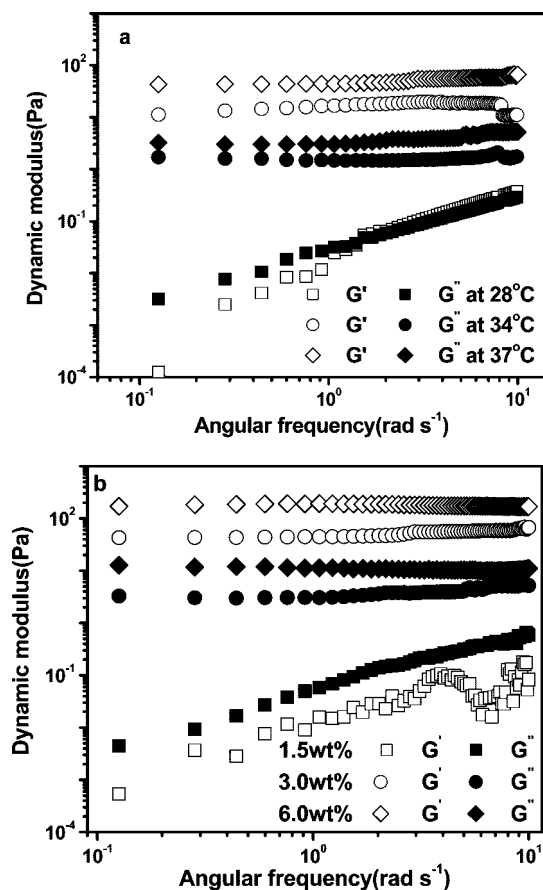 a
Dynamic modulus(Pa)
10²
10⁻¹
10⁻⁴
G' G" at 28°C
G' G" at 34°C
G' G" at 37°C
10⁻¹ 10⁰ 10¹
Angular frequency(rad s⁻¹)
b
Dynamic modulus(Pa)
10²
10⁻¹
10⁻⁴
1.5wt% G' G"
3.0wt% G' G"
6.0wt% G' G"
10⁻¹ 10⁰ 10¹
Angular frequency(rad s⁻¹)